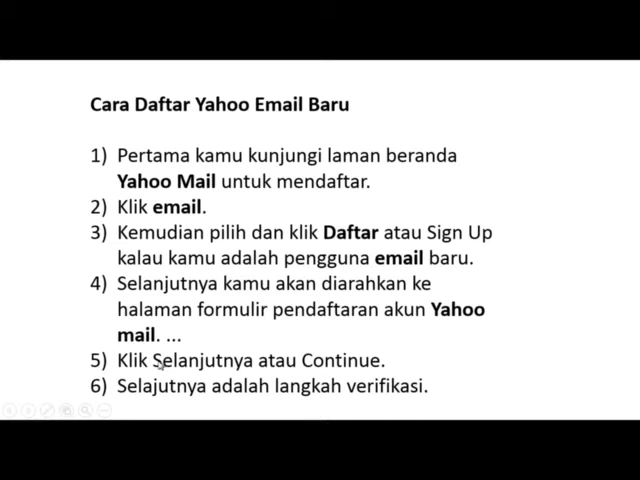 Cara Daftar Yahoo Email Baru
1) Pertama kamu kunjungi laman beranda
Yahoo Mail untuk mendaftar.
2) Klik email.
3) Kemudian pilih dan klik Daftar atau Sign Up
kalau kamu adalah pengguna email baru.
4) Selanjutnya kamu akan diarahkan ke
halaman formulir pendaftaran akun Yahoo
mail. ...
5) Klik Selanjutnya atau Continue.
6) Selajutnya adalah langkah verifikasi.